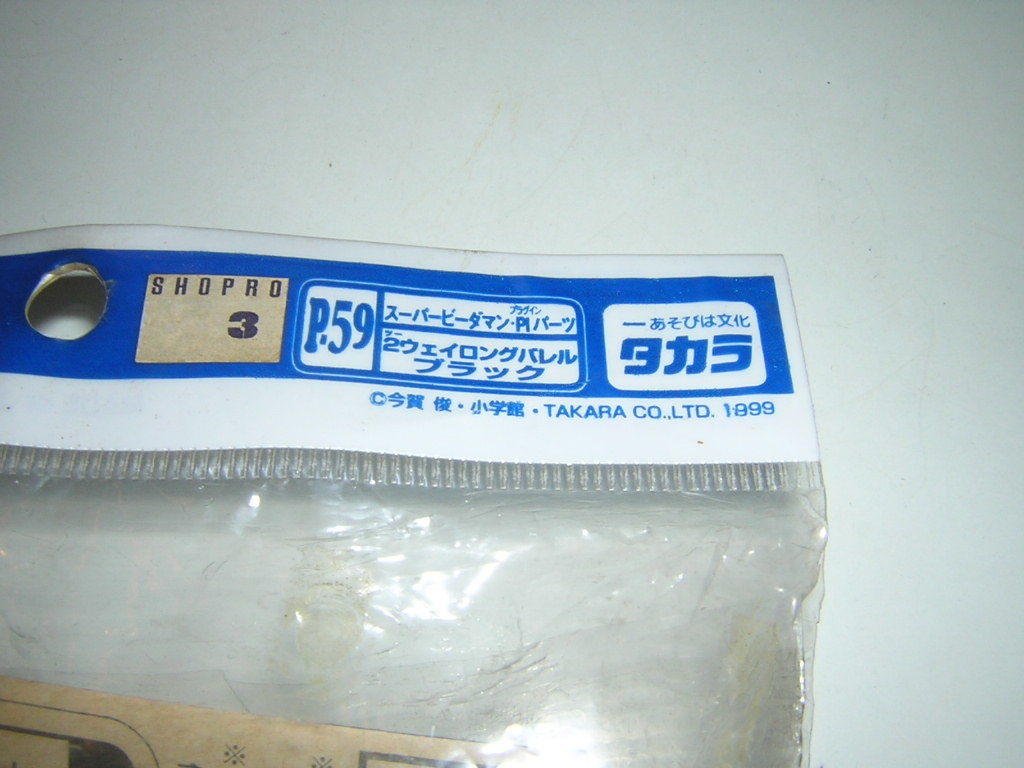 SHOPRO
3
P.59
プラグイン
スーパービーダマン・PIパーツ
ツー
2ウェイロングバレル
ブラック
ーあそびは文化
タカラ
©今賀 俊・小学館・TAKARA CO.,LTD. 1999
※ ※